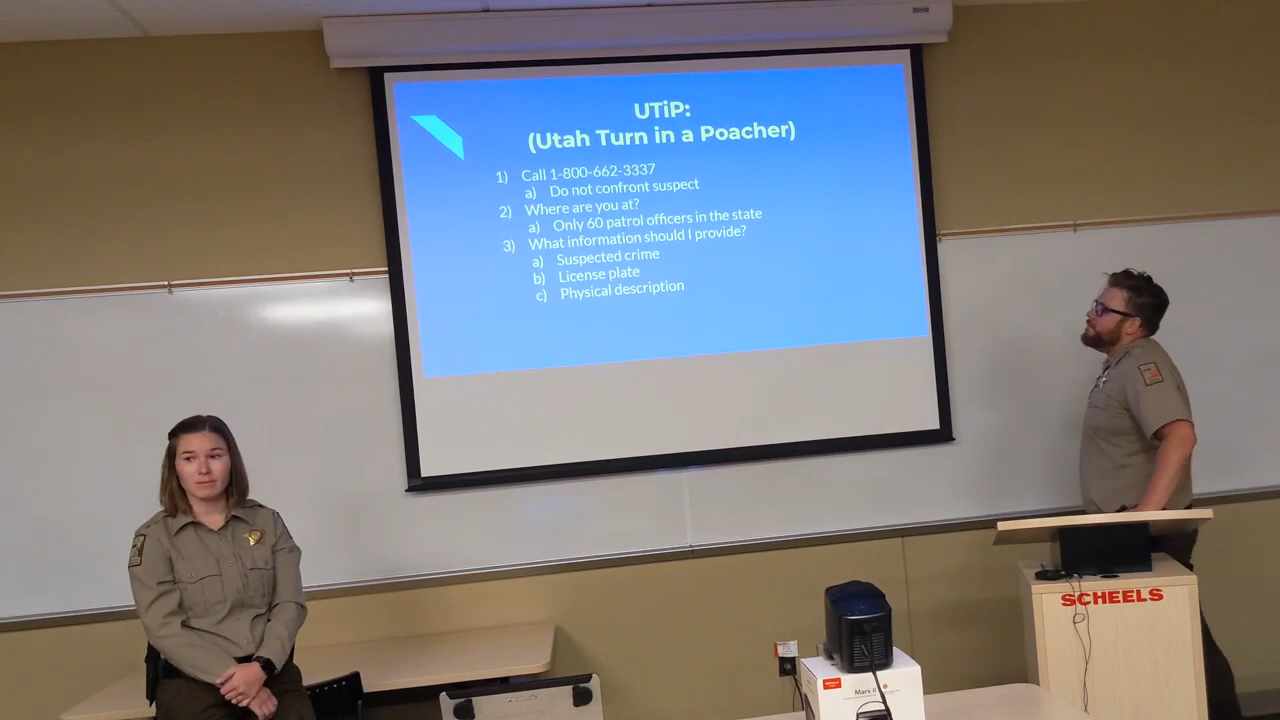 UTiP:
(Utah Turn in a Poacher)
1) Call 1-800-662-3337
a) Do not confront suspect
2) Where are you at?
a) Only 60 patrol officers in the state
3) What information should I provide?
a) Suspected crime
b) License plate
c) Physical description
SCHEELS
Mars II